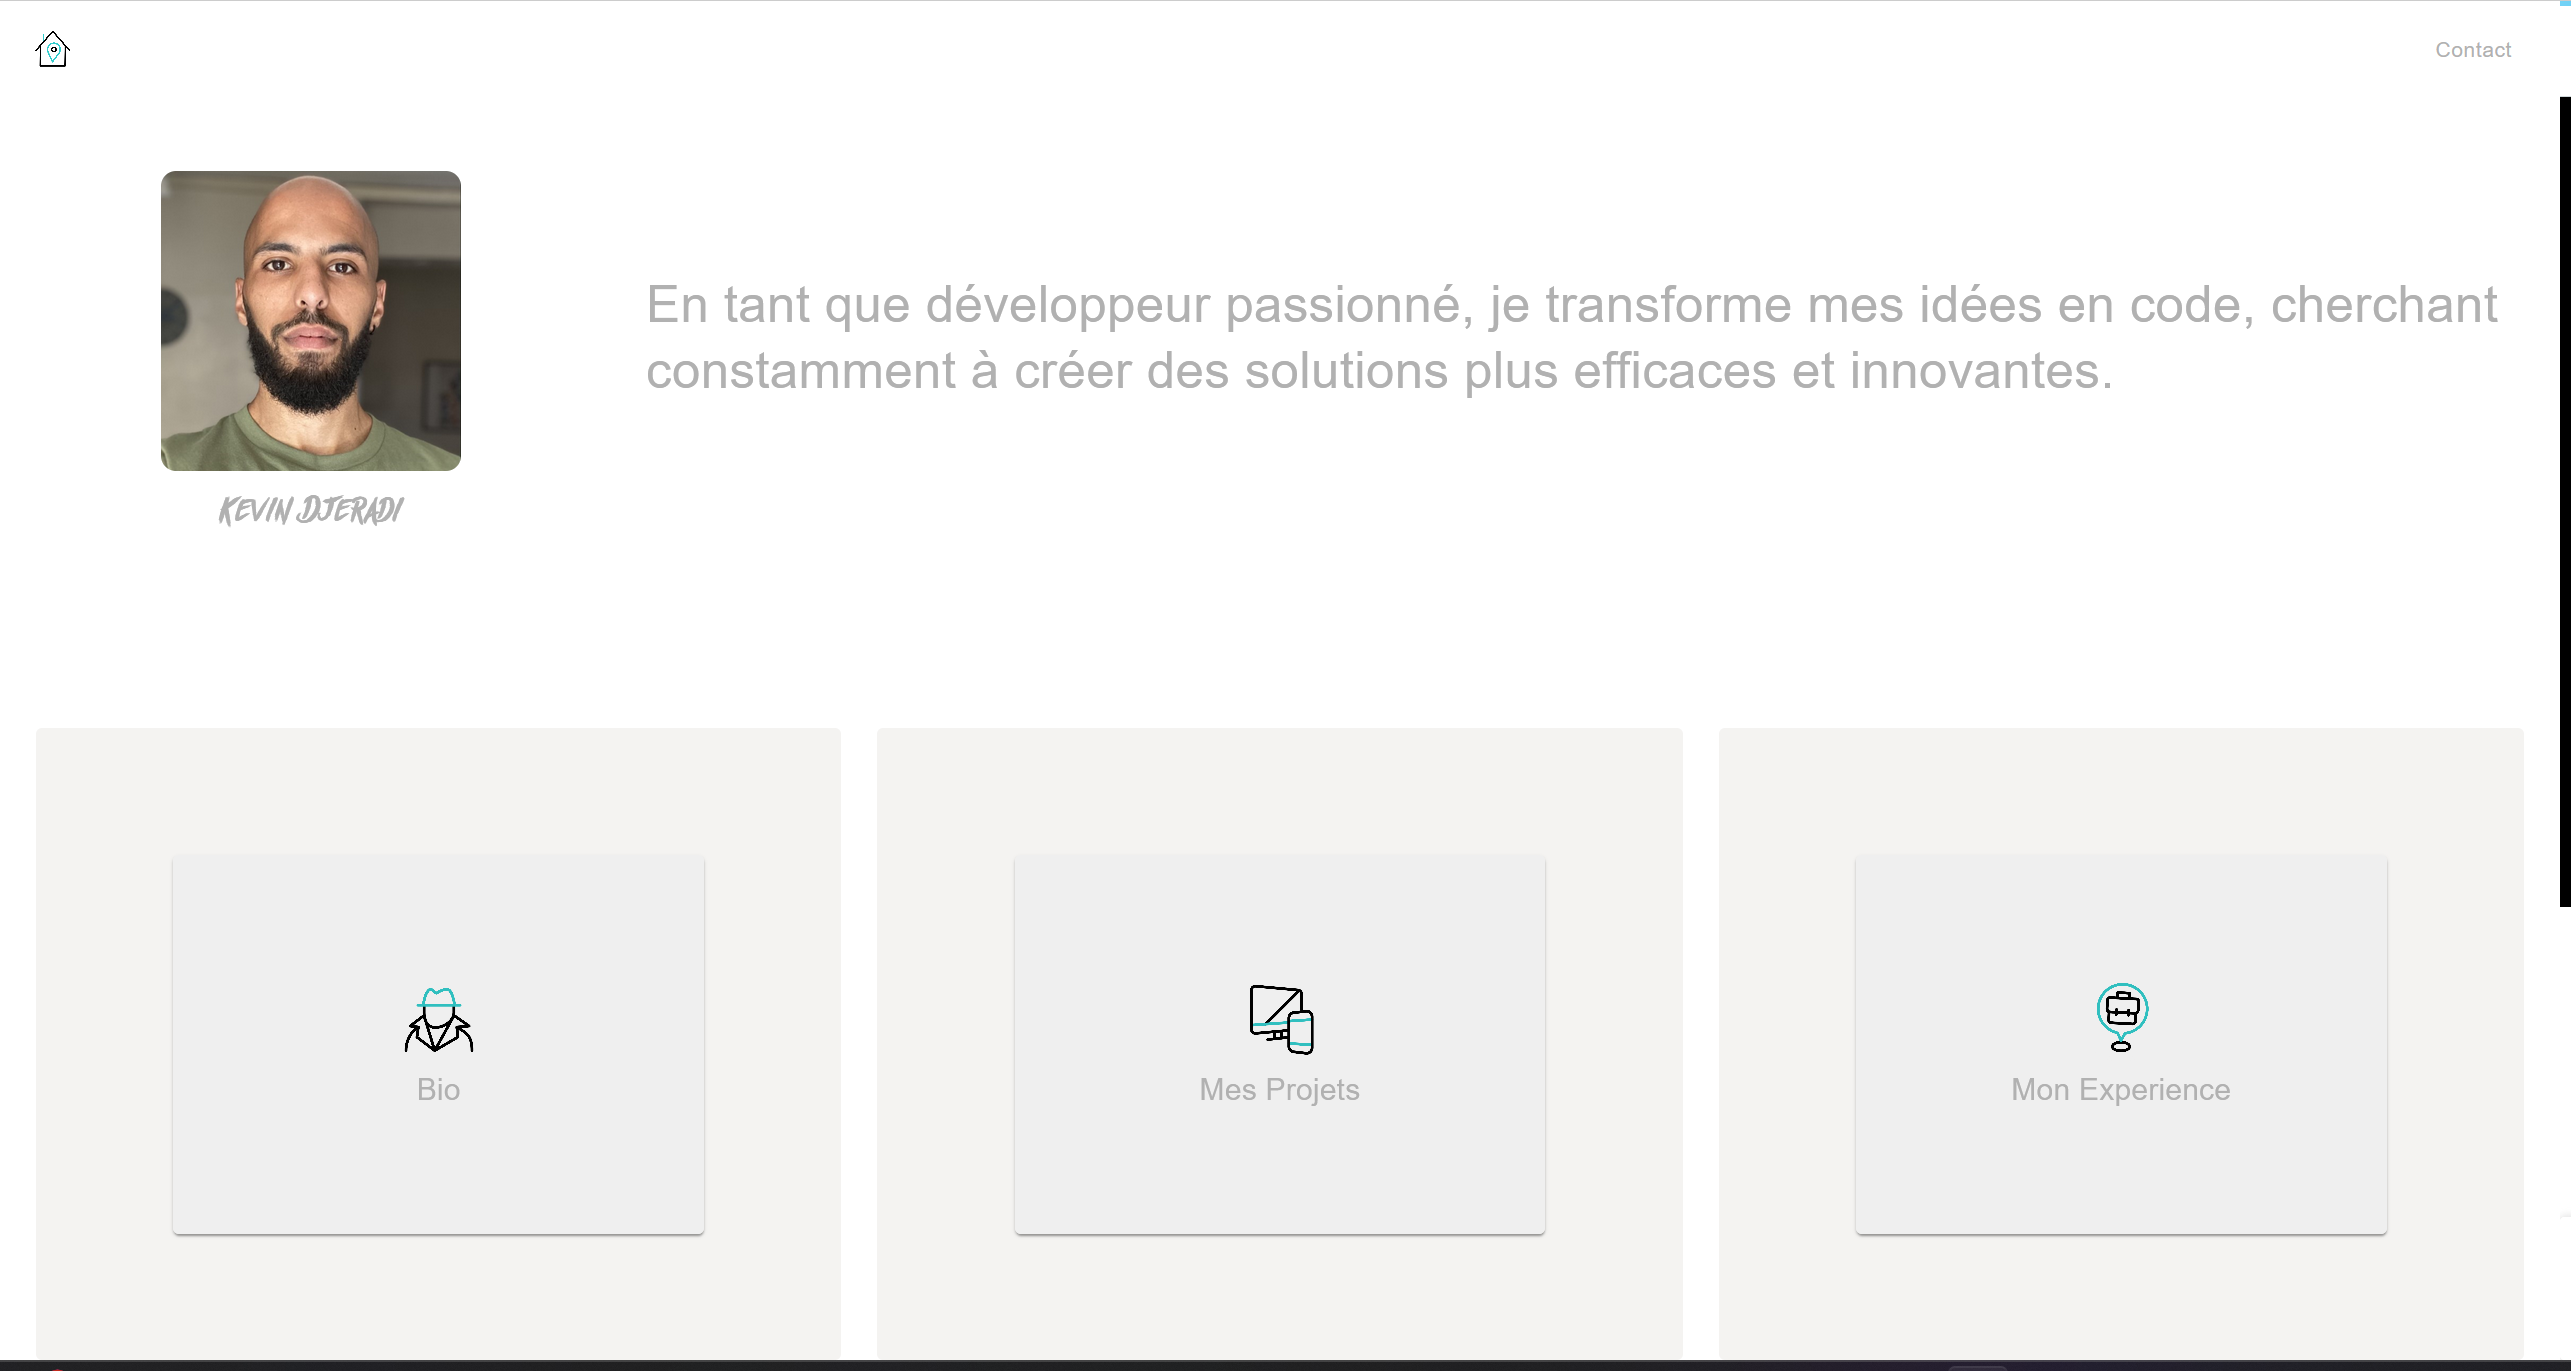 Contact
En tant que développeur passionné, je transforme mes idées en code, cherchant
constamment à créer des solutions plus efficaces et innovantes.
KEVIN DJERADI
Bio
Mes Projets
Mon Experience